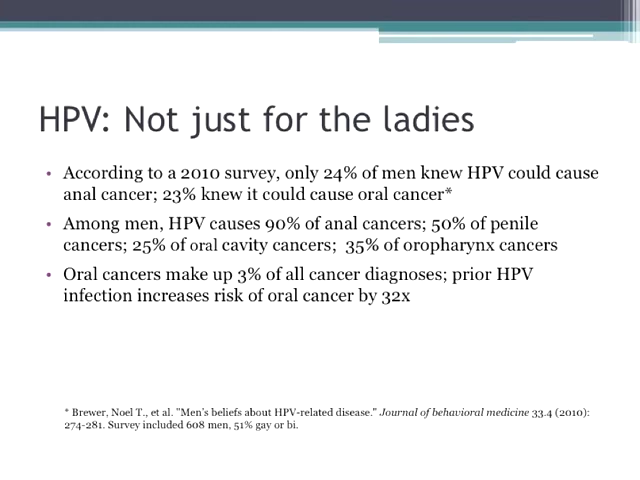 HPV: Not just for the ladies
• According to a 2010 survey, only 24% of men knew HPV could cause
anal cancer; 23% knew it could cause oral cancer*
• Among men, HPV causes 90% of anal cancers; 50% of penile
cancers; 25% of oral cavity cancers;  35% of oropharynx cancers
• Oral cancers make up 3% of all cancer diagnoses; prior HPV
infection increases risk of oral cancer by 32x
* Brewer, Noel T., et al. "Men's beliefs about HPV-related disease." Journal of behavioral medicine 33.4 (2010):
274-281. Survey included 608 men, 51% gay or bi.